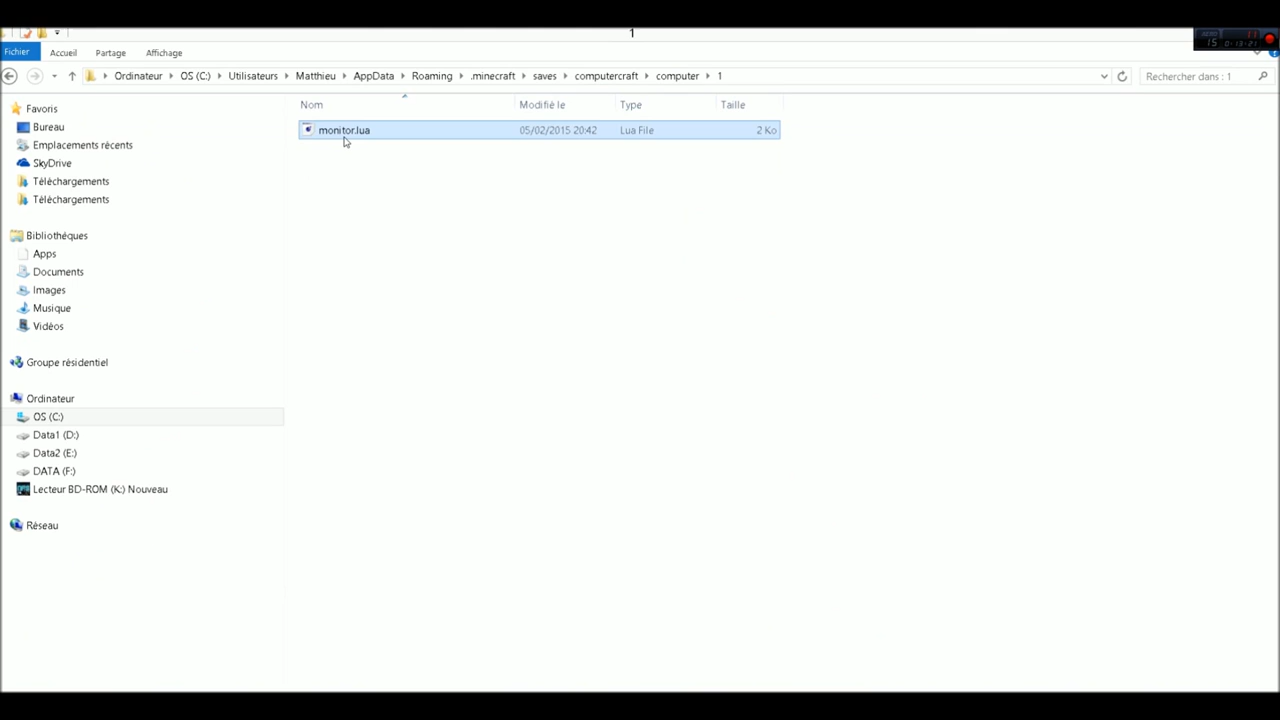 1
Fichier Accueil Partage Affichage
Ordinateur OS (C:) Utilisateurs Matthieu AppData Roaming .minecraft saves computercraft computer 1 Rechercher dans : 1
Nom Modifié le Type Taille
monitor.lua 05/02/2015 20:42 Lua File 2 Ko
Favoris
Bureau
Emplacements récents
SkyDrive
Téléchargements
Téléchargements
Bibliothèques
Apps
Documents
Images
Musique
Vidéos
Groupe résidentiel
Ordinateur
OS (C:)
Data1 (D:)
Data2 (E:)
DATA (F:)
Lecteur BD-ROM (K:) Nouveau
Réseau